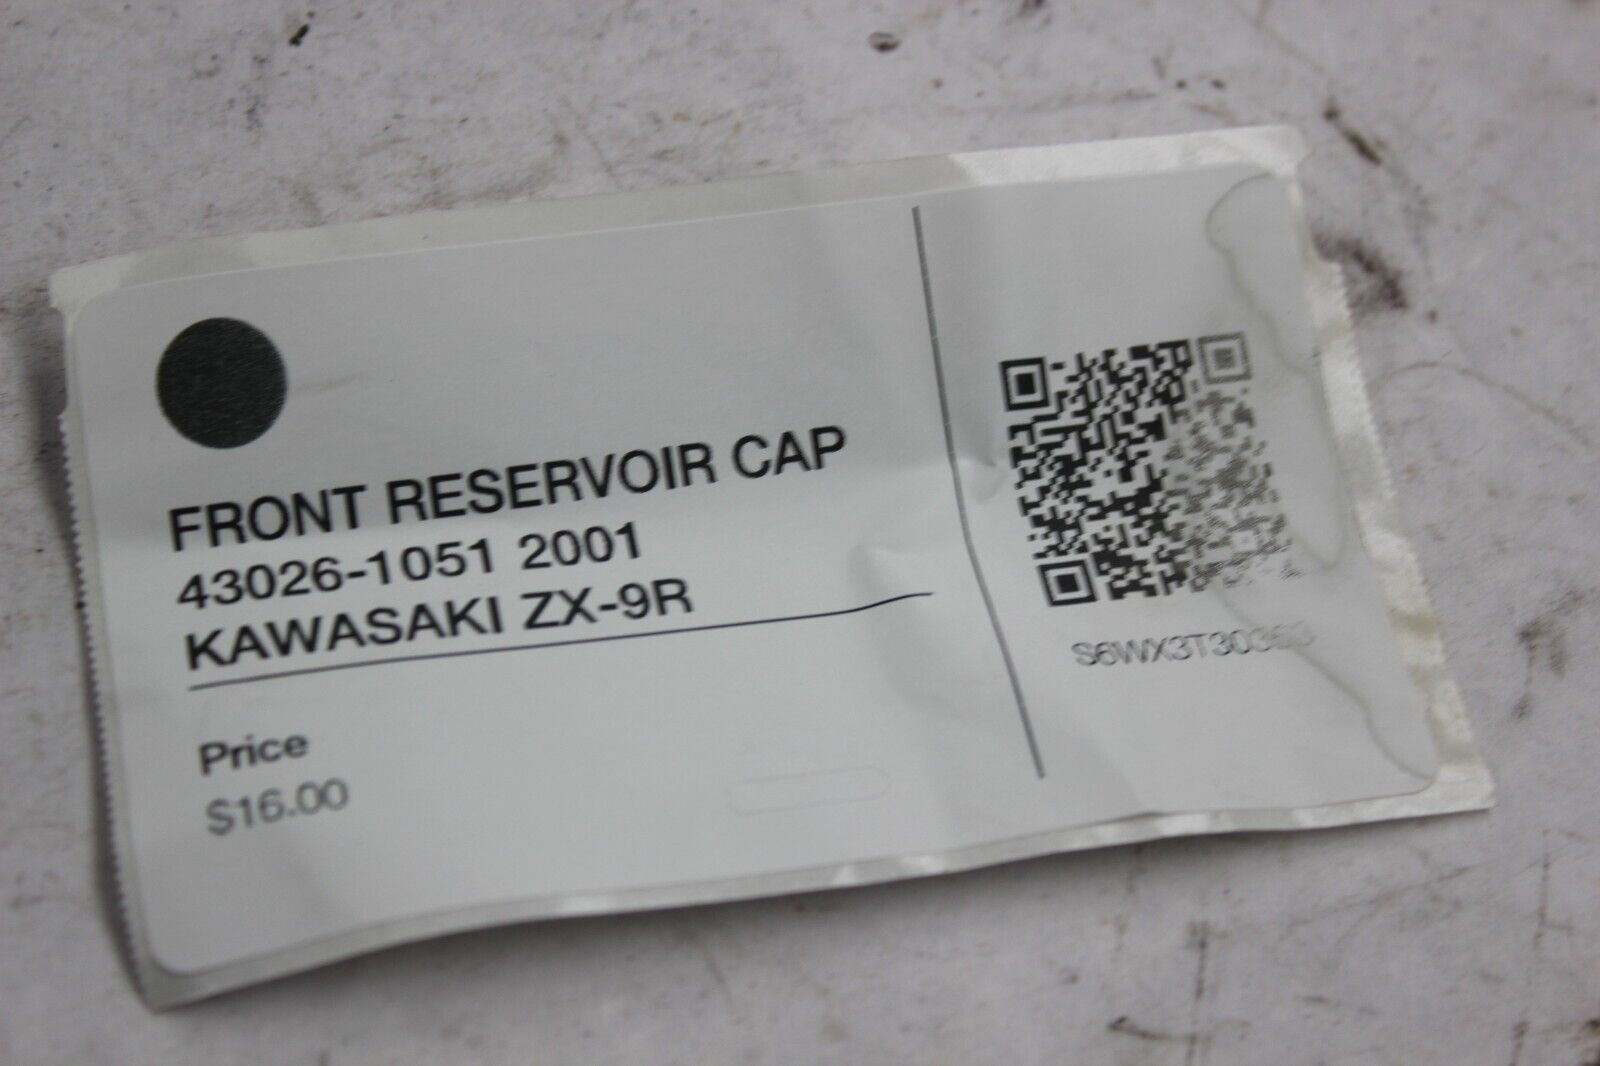 FRONT RESERVOIR CAP
43026-1051 2001
KAWASAKI ZX-9R
Price
$16.00